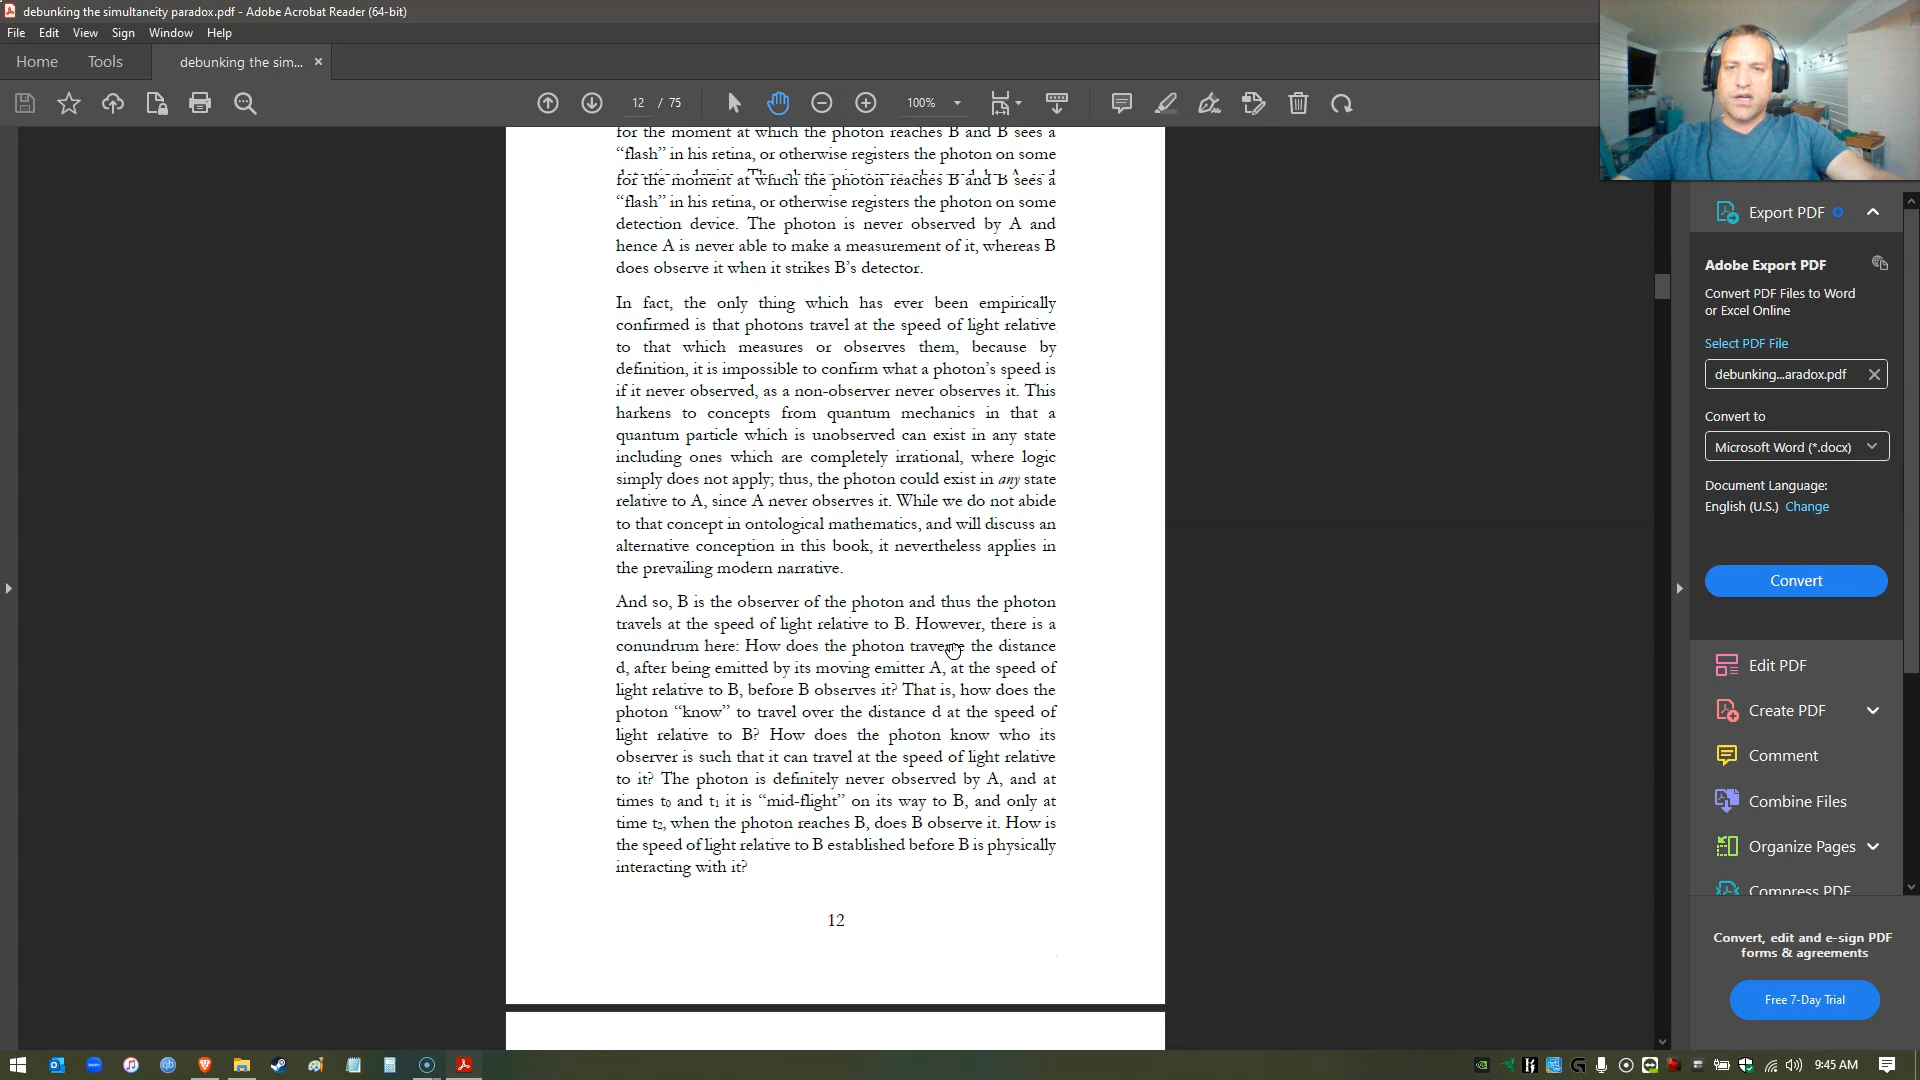 debunking the simultaneity paradox.pdf - Adobe Acrobat Reader (64-bit)
File Edit View Sign Window Help
Home Tools debunking the sim... ×
12 / 75 100%
for the moment at which the photon reaches B and B sees a
“flash” in his retina, or otherwise registers the photon on some
for the moment at which the photon reaches B and B sees a
“flash” in his retina, or otherwise registers the photon on some
detection device. The photon is never observed by A and
hence A is never able to make a measurement of it, whereas B
does observe it when it strikes B’s detector.
In fact, the only thing which has ever been empirically
confirmed is that photons travel at the speed of light relative
to that which measures or observes them, because by
definition, it is impossible to confirm what a photon’s speed is
if it never observed, as a non-observer never observes it. This
harkens to concepts from quantum mechanics in that a
quantum particle which is unobserved can exist in any state
including ones which are completely irrational, where logic
simply does not apply; thus, the photon could exist in any state
relative to A, since A never observes it. While we do not abide
to that concept in ontological mathematics, and will discuss an
alternative conception in this book, it nevertheless applies in
the prevailing modern narrative.
And so, B is the observer of the photon and thus the photon
travels at the speed of light relative to B. However, there is a
conundrum here: How does the photon traverse the distance
d, after being emitted by its moving emitter A, at the speed of
light relative to B, before B observes it? That is, how does the
photon “know” to travel over the distance d at the speed of
light relative to B? How does the photon know who its
observer is such that it can travel at the speed of light relative
to it? The photon is definitely never observed by A, and at
times t₀ and t₁ it is “mid-flight” on its way to B, and only at
time t₂, when the photon reaches B, does B observe it. How is
the speed of light relative to B established before B is physically
interacting with it?
12
Export PDF
Adobe Export PDF
Convert PDF Files to Word
or Excel Online
Select PDF File
debunking...aradox.pdf
Convert to
Microsoft Word (*.docx)
Document Language:
English (U.S.) Change
Convert
Edit PDF
Create PDF
Comment
Combine Files
Organize Pages
Compress PDF
Convert, edit and e-sign PDF
forms & agreements
Free 7-Day Trial
9:45 AM